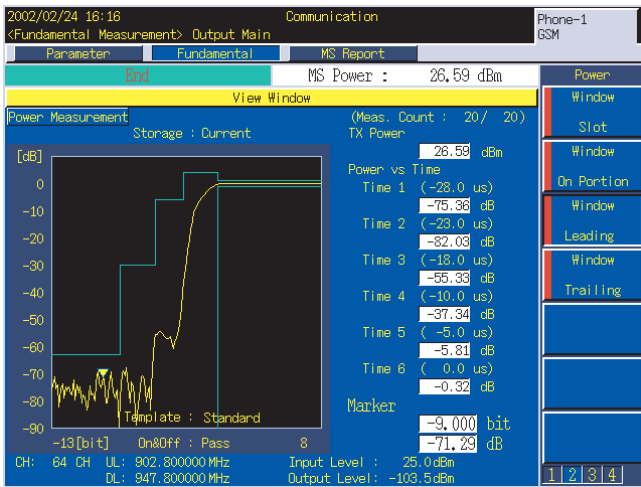 2002/02/24 16:16 Communication Phone-1
<Fundamental Measurement> Output Main GSM
Parameter Fundamental MS Report
End MS Power : 26.59 dBm Power
View Window
Window
Slot
Power Measurement (Meas. Count : 20/ 20)
Storage : Current TX Power
26.59 dBm
Window
On Portion
[dB]
Power vs Time
0
Time 1 (-28.0 us)
-75.36 dB
-10
Time 2 (-23.0 us)
-82.03 dB
Window
Leading
-20
Time 3 (-18.0 us)
-55.33 dB
Window
Trailing
-30
-40
Time 4 (-10.0 us)
-37.34 dB
-50
Time 5 ( -5.0 us)
-5.81 dB
-60
Time 6 ( 0.0 us)
-0.32 dB
-70
-80
Marker
Template : Standard
-9.000 bit
-90
-13[bit] On&Off : Pass 8
-71.29 dB
CH: 64 CH UL: 902.800000MHz Input Level : 25.0dBm
DL: 947.800000MHz Output Level: -103.5dBm
1 2 3 4